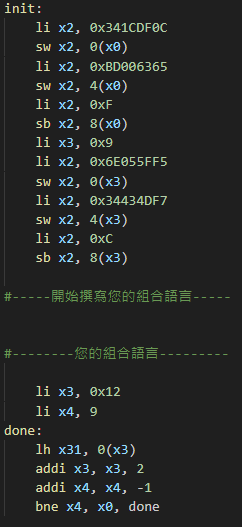 init:
li x2, 0x341CDF0C
sw x2, 0(x0)
li x2, 0xBD006365
sw x2, 4(x0)
li x2, 0xF
sb x2, 8(x0)
li x3, 0x9
li x2, 0x6E055FF5
sw x2, 0(x3)
li x2, 0x34434DF7
sw x2, 4(x3)
li x2, 0xC
sb x2, 8(x3)
#-----開始撰寫您的組合語言-----
#--------您的組合語言---------
li x3, 0x12
li x4, 9
done:
lh x31, 0(x3)
addi x3, x3, 2
addi x4, x4, -1
bne x4, x0, done